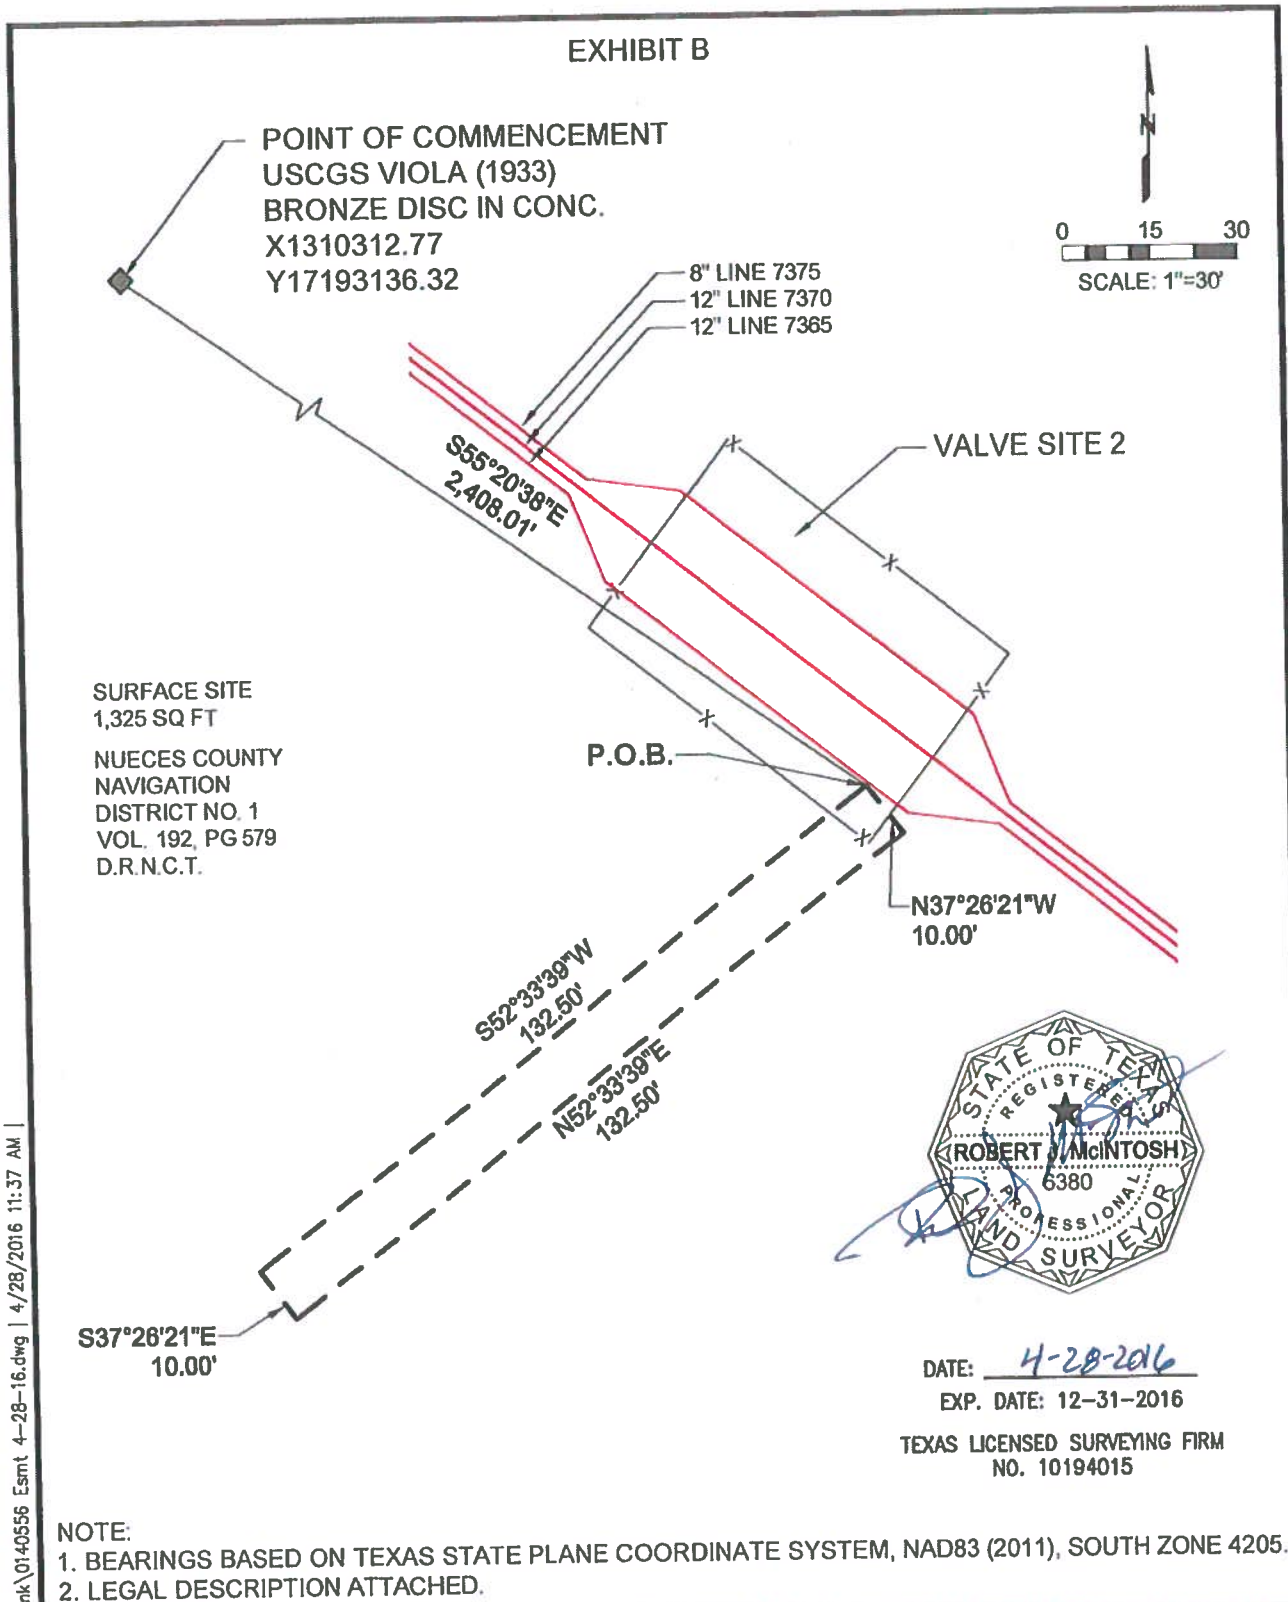 EXHIBIT B
POINT OF COMMENCEMENT
USCGS VIOLA (1933)
BRONZE DISC IN CONC.
X1310312.77
Y17193136.32
N
0 15 30
SCALE: 1"=30'
8" LINE 7375
12" LINE 7370
12" LINE 7365
S55°20'38"E
2,408.01'
VALVE SITE 2
SURFACE SITE
1,325 SQ FT
NUECES COUNTY
NAVIGATION
DISTRICT NO. 1
VOL. 192, PG 579
D.R.N.C.T.
P.O.B.
N37°26'21"W
10.00'
S52°33'39"W
132.50'
N52°33'39"E
132.50'
S37°26'21"E
10.00'
STATE OF TEXAS
REGISTERED
ROBERT J. McINTOSH
6380
PROFESSIONAL
LAND SURVEYOR
DATE: 4-28-2016
EXP. DATE: 12-31-2016
TEXAS LICENSED SURVEYING FIRM
NO. 10194015
nk\0140556 Esmt 4-28-16.dwg | 4/28/2016 11:37 AM |
NOTE:
1. BEARINGS BASED ON TEXAS STATE PLANE COORDINATE SYSTEM, NAD83 (2011), SOUTH ZONE 4205.
2. LEGAL DESCRIPTION ATTACHED.